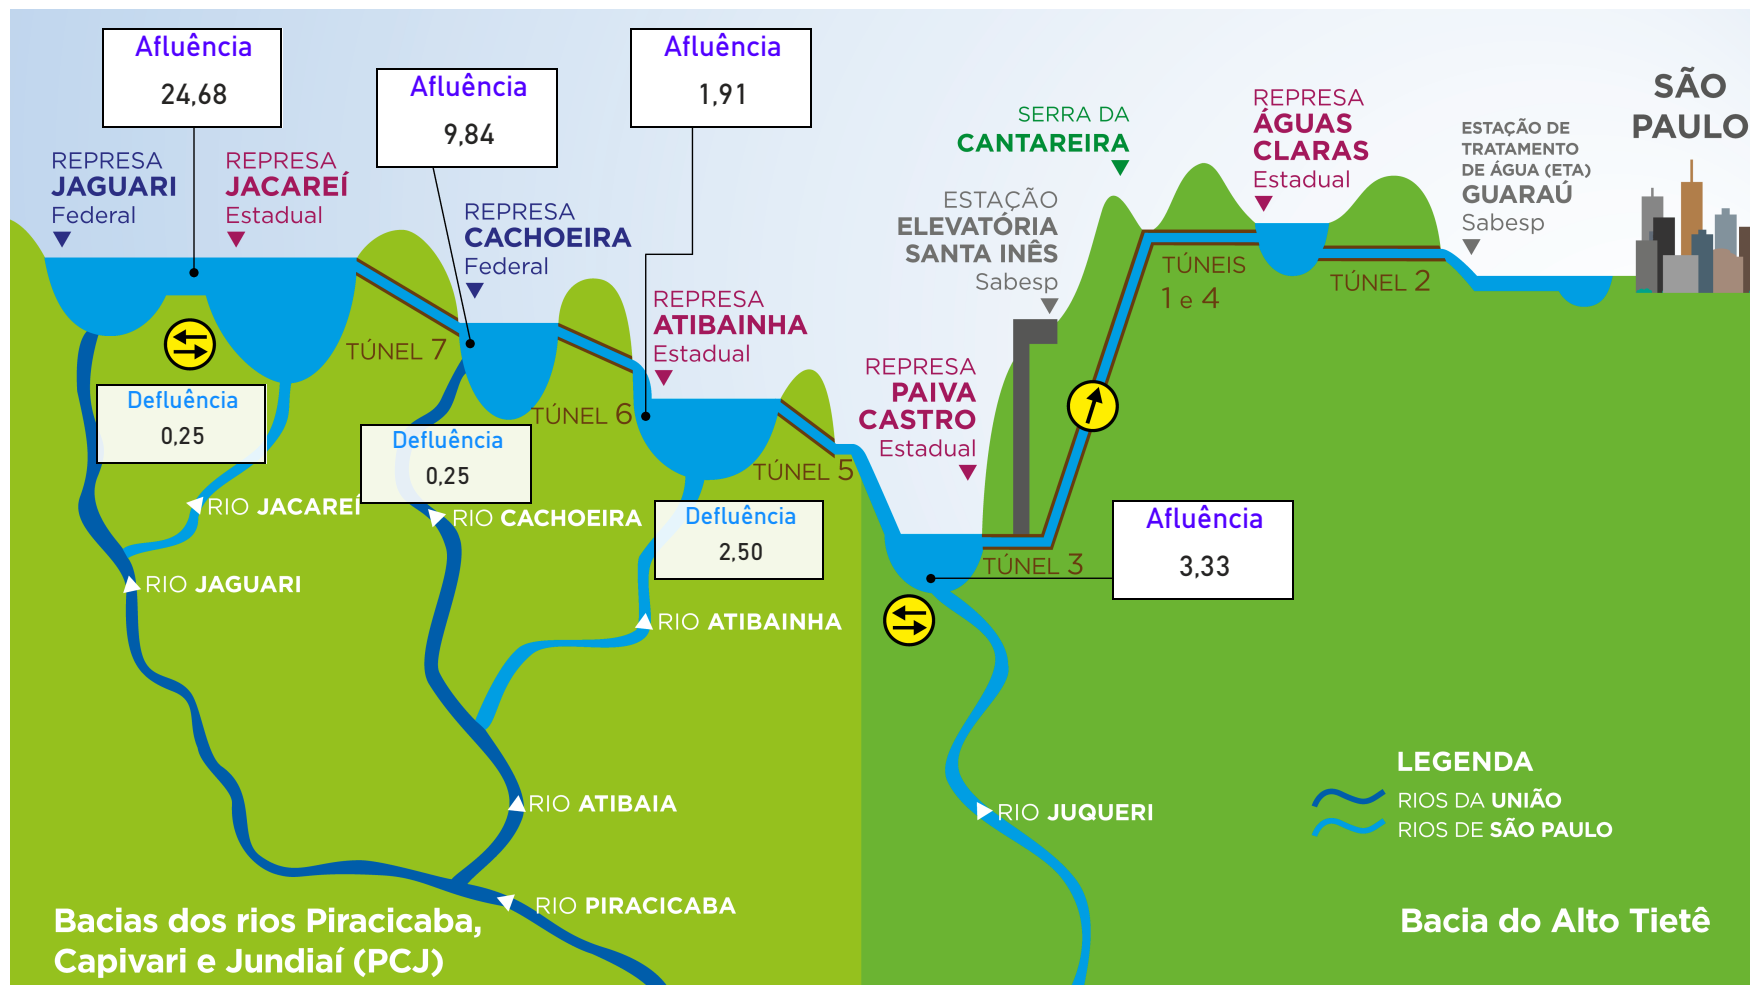 Afluência
24,68
Afluência
9,84
Afluência
1,91
REPRESA
JAGUARI
Federal
REPRESA
JACAREÍ
Estadual
REPRESA
CACHOEIRA
Federal
REPRESA
ATIBAINHA
Estadual
SERRA DA
CANTAREIRA
ESTAÇÃO
ELEVATÓRIA
SANTA INÊS
Sabesp
REPRESA
ÁGUAS
CLARAS
Estadual
ESTAÇÃO DE
TRATAMENTO
DE ÁGUA (ETA)
GUARAÚ
Sabesp
SÃO
PAULO
TÚNEL 7
TÚNEL 6
TÚNEL 5
REPRESA
PAIVA
CASTRO
Estadual
TÚNEIS
1 e 4
TÚNEL 2
TÚNEL 3
Defluência
0,25
Defluência
0,25
Defluência
2,50
Afluência
3,33
RIO JACAREÍ
RIO CACHOEIRA
RIO JAGUARI
RIO ATIBAINHA
RIO ATIBAIA
RIO JUQUERI
RIO PIRACICABA
LEGENDA
RIOS DA UNIÃO
RIOS DE SÃO PAULO
Bacias dos rios Piracicaba,
Capivari e Jundiaí (PCJ)
Bacia do Alto Tietê